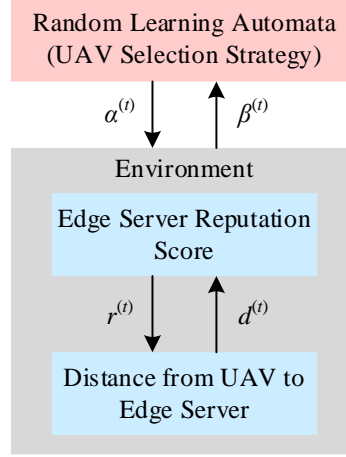 Random Learning Automata
(UAV Selection Strategy)
α^(t) β^(t)
Environment
Edge Server Reputation
Score
r^(t) d^(t)
Distance from UAV to
Edge Server